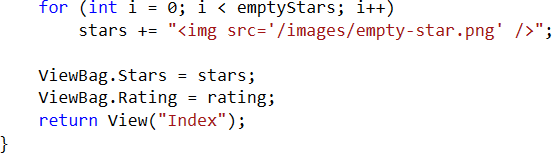 for (int i = 0; i < emptyStars; i++)
stars += "<img src='/images/empty-star.png' />";
ViewBag.Stars = stars;
ViewBag.Rating = rating;
return View("Index");
}